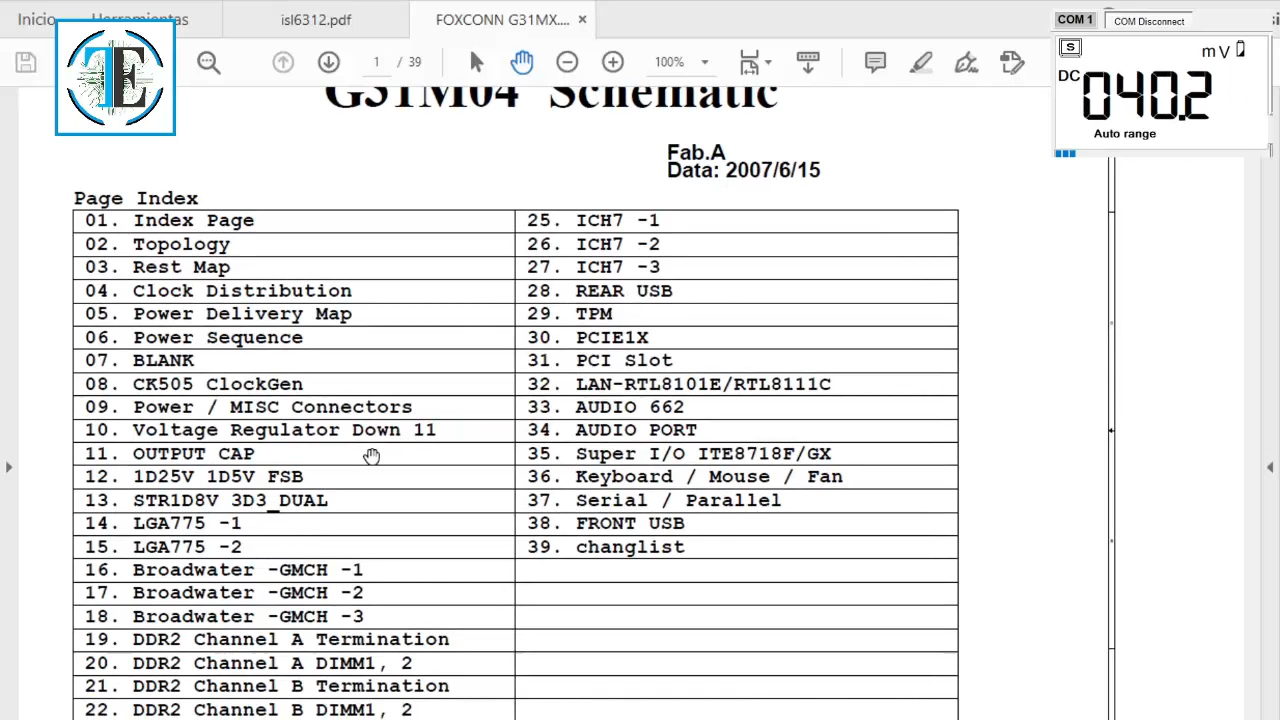 Inicio Herramientas isl6312.pdf FOXCONN G31MX.... ×
COM 1 COM Disconnect
1 / 39 100%
S mV
DC 040.2
Auto range
TE
G31M04 Schematic
Fab.A
Data: 2007/6/15
Page Index
01. Index Page
02. Topology
03. Rest Map
04. Clock Distribution
05. Power Delivery Map
06. Power Sequence
07. BLANK
08. CK505 ClockGen
09. Power / MISC Connectors
10. Voltage Regulator Down 11
11. OUTPUT CAP
12. 1D25V 1D5V FSB
13. STR1D8V 3D3_DUAL
14. LGA775 -1
15. LGA775 -2
16. Broadwater -GMCH -1
17. Broadwater -GMCH -2
18. Broadwater -GMCH -3
19. DDR2 Channel A Termination
20. DDR2 Channel A DIMM1, 2
21. DDR2 Channel B Termination
22. DDR2 Channel B DIMM1, 2
25. ICH7 -1
26. ICH7 -2
27. ICH7 -3
28. REAR USB
29. TPM
30. PCIE1X
31. PCI Slot
32. LAN-RTL8101E/RTL8111C
33. AUDIO 662
34. AUDIO PORT
35. Super I/O ITE8718F/GX
36. Keyboard / Mouse / Fan
37. Serial / Parallel
38. FRONT USB
39. changlist